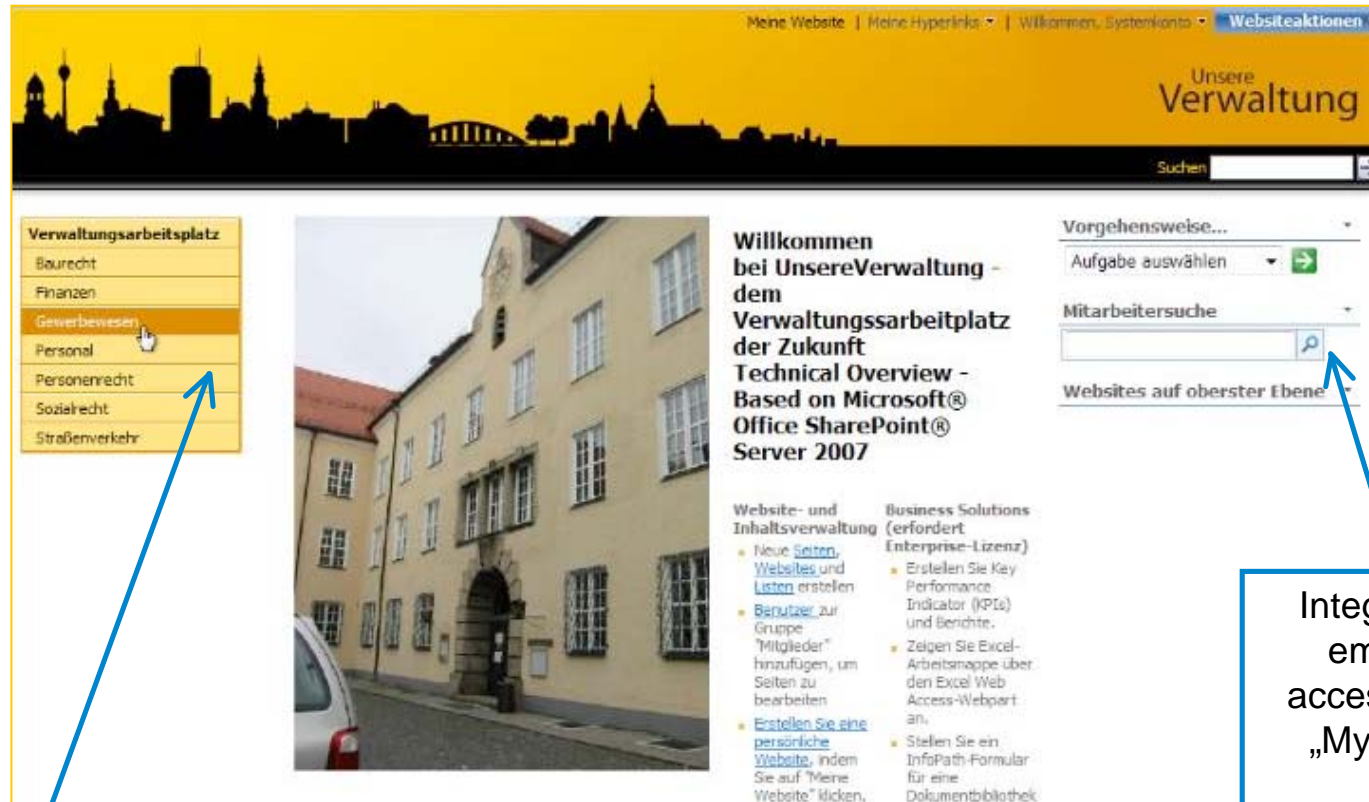 Meine Website | Meine Hyperlinks | Willkommen, Systemkonto Websiteaktionen
Unsere
Verwaltung
Suchen
Verwaltungsarbeitsplatz
Baurecht
Finanzen
Gewerbewesen
Personal
Personenrecht
Sozialrecht
Straßenverkehr
Willkommen
bei UnsereVerwaltung -
dem
Verwaltungssarbeitplatz
der Zukunft
Technical Overview -
Based on Microsoft®
Office SharePoint®
Server 2007
Website- und
Inhaltsverwaltung
Neue Seiten,
Websites und
Listen erstellen
Benutzer zur
Gruppe
"Mitglieder"
hinzufügen, um
Seiten zu
bearbeiten
Erstellen Sie eine
persönliche
Website, indem
Sie auf "Meine
Website" klicken.
Business Solutions
(erfordert
Enterprise-Lizenz)
Erstellen Sie Key
Performance
Indicator (KPIs)
und Berichte.
Zeigen Sie Excel-
Arbeitsmappe über
den Excel Web
Access-Webpart
an.
Stellen Sie ein
InfoPath-Formular
für eine
Dokumentbibliothek
Vorgehensweise...
Aufgabe auswählen
Mitarbeitersuche
Websites auf oberster Ebene
Integ
em
acces
„My